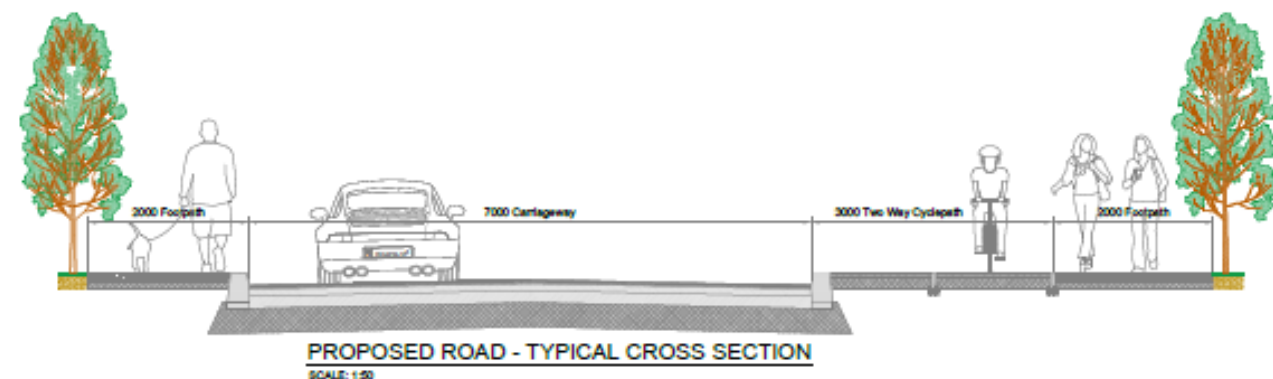 2000 Footpath
7000 Carriageway
3000 Two Way Cyclepath
2000 Footpath
PROPOSED ROAD - TYPICAL CROSS SECTION
SCALE: 1:50